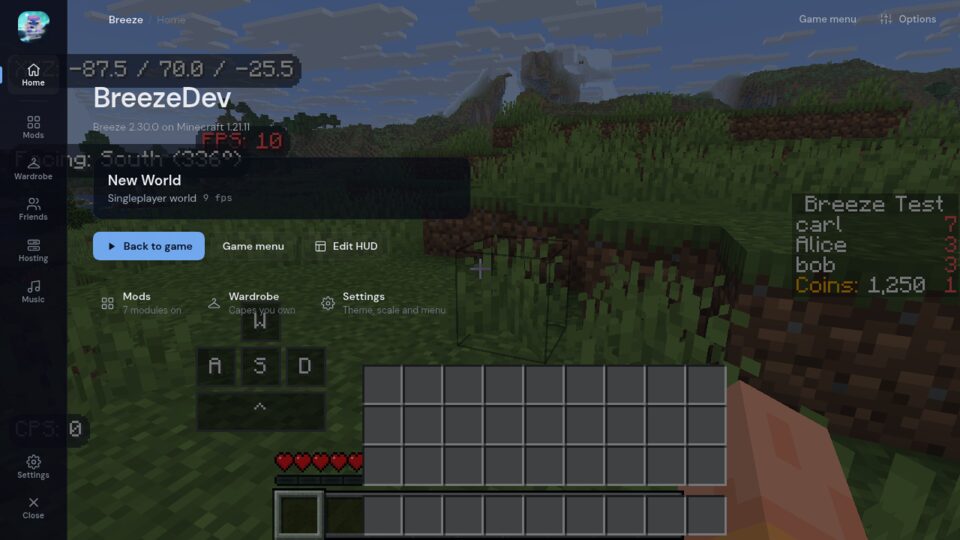 Breeze / Home
Game menu
Options
-87.5 / 70.0 / -25.5
Home
BreezeDev
Breeze 2.30.0 on Minecraft 1.21.11
FPS: 10
Mods
Facing: South (336°)
Wardrobe
New World
Singleplayer world 9 fps
Friends
Hosting
Music
Back to game
Game menu
Edit HUD
Mods
7 modules on
Wardrobe
Capes you own
Settings
Theme, scale and menu
Breeze Test
carl 7
Alice 3
bob 3
Coins: 1,250 1
W
A S D
^
CPS: 0
Settings
Close